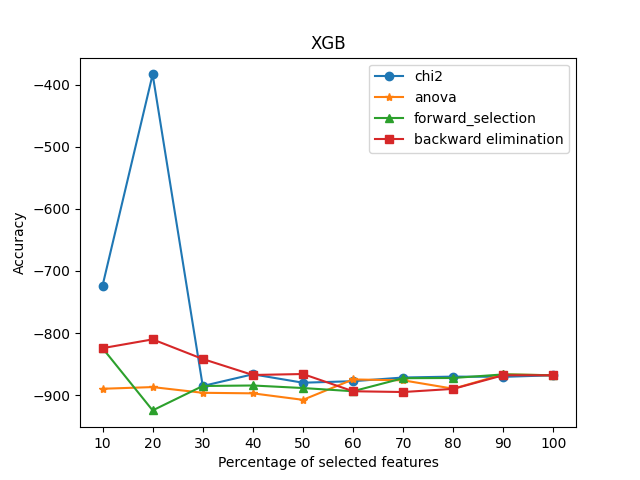 XGB
chi2
anova
forward_selection
backward elimination
Accuracy
−400
−500
−600
−700
−800
−900
10 20 30 40 50 60 70 80 90 100
Percentage of selected features